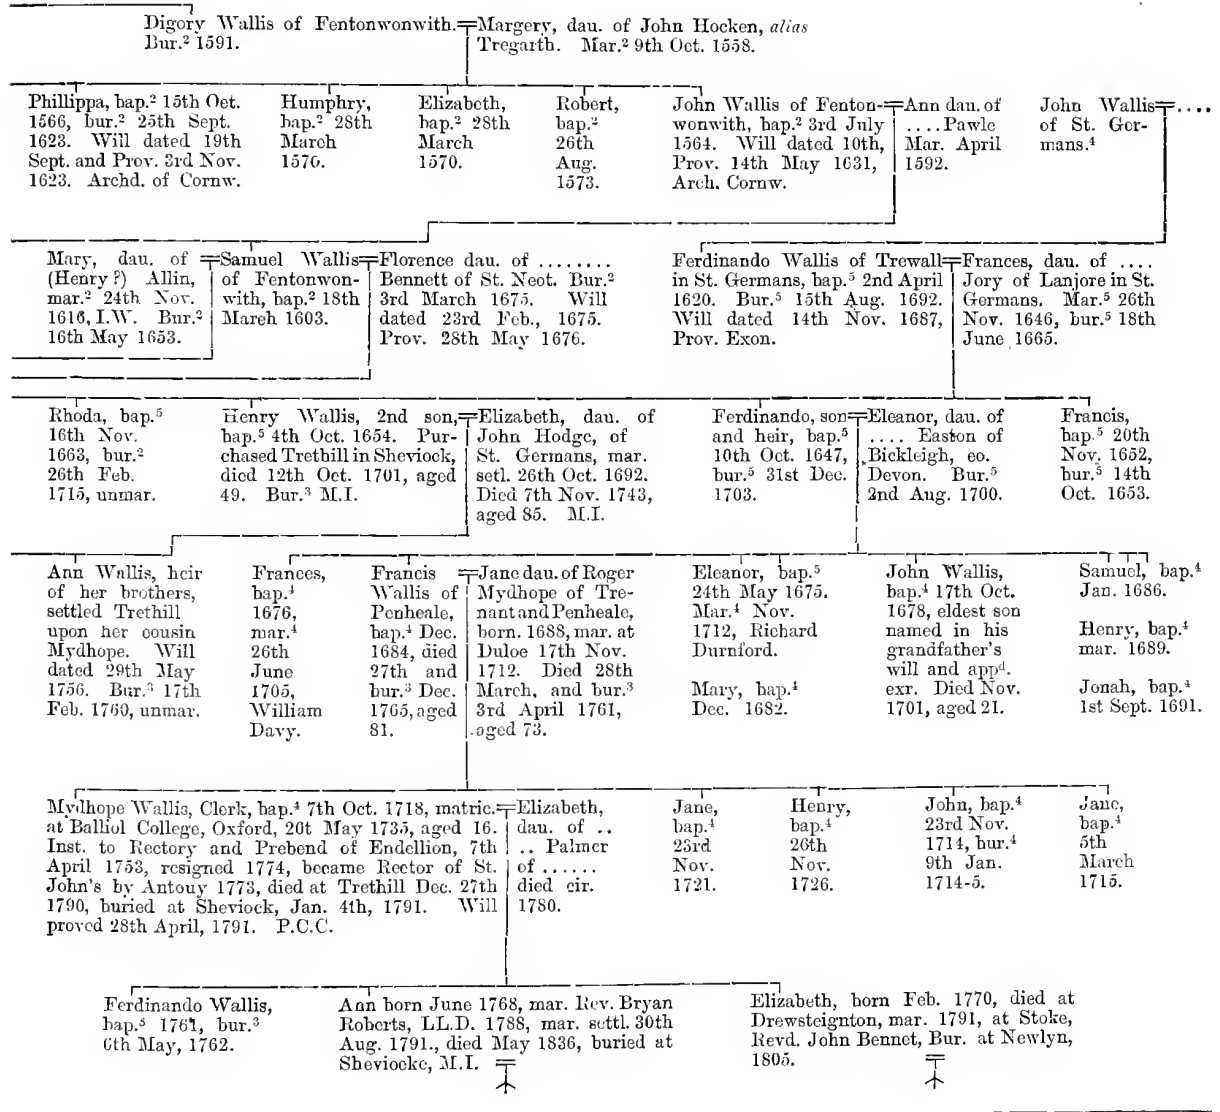 Digory Wallis of Fentonwonwith.
Bur.² 1591.
Margery, dau. of John Hocken, alias
Tregarth. Mar.² 9th Oct. 1558.
Phillippa, bap.² 15th Oct.
1566, bur.² 25th Sept.
1623. Will dated 19th
Sept. and Prov. 3rd Nov.
1623. Archd. of Cornw.
Humphry,
bap.² 28th
March
1570.
Elizabeth,
bap.² 28th
March
1570.
Robert,
bap.²
26th
Aug.
1573.
John Wallis of Fenton-
wonwith, bap.² 3rd July
1564. Will dated 10th,
Prov. 14th May 1631,
Arch. Cornw.
Ann dau. of
....Pawle
Mar. April
1592.
John Wallis
of St. Ger-
mans.⁴
....
Mary, dau. of
(Henry ?) Allin,
mar.² 24th Nov.
1616, I.W. Bur.²
16th May 1653.
Samuel Wallis
of Fentonwon-
with, bap.² 18th
March 1603.
Florence dau. of ........
Bennett of St. Neot. Bur.²
3rd March 1675. Will
dated 23rd Feb., 1675.
Prov. 28th May 1676.
Ferdinando Wallis of Trewall
in St. Germans, bap.⁵ 2nd April
1620. Bur.⁵ 15th Aug. 1692.
Will dated 14th Nov. 1687,
Prov. Exon.
Frances, dau. of ....
Jory of Lanjore in St.
Germans. Mar.⁵ 26th
Nov. 1646, bur.⁵ 18th
June 1665.
Rhoda, bap.⁵
16th Nov.
1663, bur.²
26th Feb.
1715, unmar.
Henry Wallis, 2nd son,
bap.⁵ 4th Oct. 1654. Pur-
chased Trethill in Sheviock,
died 12th Oct. 1701, aged
49. Bur.³ M.I.
Elizabeth, dau. of
John Hodge, of
St. Germans, mar.
setl. 26th Oct. 1692.
Died 7th Nov. 1743,
aged 85. M.I.
Ferdinando, son
and heir, bap.⁵
10th Oct. 1647,
bur.⁵ 31st Dec.
1703.
Eleanor, dau. of
.... Easton of
Bickleigh, co.
Devon. Bur.⁵
2nd Aug. 1700.
Francis,
bap.⁵ 20th
Nov. 1652,
bur.⁵ 14th
Oct. 1653.
Ann Wallis, heir
of her brothers,
settled Trethill
upon her cousin
Mydhope. Will
dated 29th May
1756. Bur.³ 17th
Feb. 1760, unmar.
Frances,
bap.⁴
1676,
mar.⁴
26th
June
1705,
William
Davy.
Francis
Wallis of
Penheale,
bap.⁴ Dec.
1684, died
27th and
bur.³ Dec.
1765, aged
81.
Jane dau. of Roger
Mydhope of Tre-
nant and Penheale,
born. 1688, mar. at
Duloe 17th Nov.
1712. Died 28th
March, and bur.³
3rd April 1761,
aged 73.
Eleanor, bap.⁵
24th May 1675.
Mar.⁴ Nov.
1712, Richard
Durnford.
Mary, bap.⁴
Dec. 1682.
John Wallis,
bap.⁴ 17th Oct.
1678, eldest son
named in his
grandfather's
will and appd.
exr. Died Nov.
1701, aged 21.
Samuel, bap.⁴
Jan. 1686.
Henry, bap.⁴
mar. 1689.
Jonah, bap.⁴
1st Sept. 1691.
Mydhope Wallis, Clerk, bap.⁴ 7th Oct. 1718, matric.
at Balliol College, Oxford, 20t May 1735, aged 16.
Inst. to Rectory and Prebend of Endellion, 7th
April 1753, resigned 1774, became Rector of St.
John's by Antouy 1773, died at Trethill Dec. 27th
1790, buried at Sheviock, Jan. 4th, 1791. Will
proved 28th April, 1791. P.C.C.
Elizabeth,
dau. of ..
.. Palmer
of ......
died cir.
1780.
Jane,
bap.⁴
23rd
Nov.
1721.
Henry,
bap.⁴
26th
Nov.
1726.
John, bap.⁴
23rd Nov.
1714, bur.⁴
9th Jan.
1714-5.
Jane,
bap.⁴
5th
March
1715.
Ferdinando Wallis,
bap.⁵ 1761, bur.³
6th May, 1762.
Ann born June 1768, mar. Rev. Bryan
Roberts, LL.D. 1788, mar. settl. 30th
Aug. 1791., died May 1836, buried at
Sheviocke, M.I.
Elizabeth, born Feb. 1770, died at
Drewsteignton, mar. 1791, at Stoke,
Revd. John Bennet, Bur. at Newlyn,
1805.